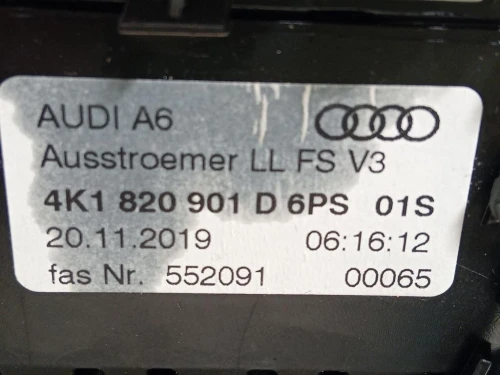 AUDI A6
Ausstroemer LL FS V3
4K1 820 901 D 6PS 01S
20.11.2019 06:16:12
fas Nr. 552091 00065